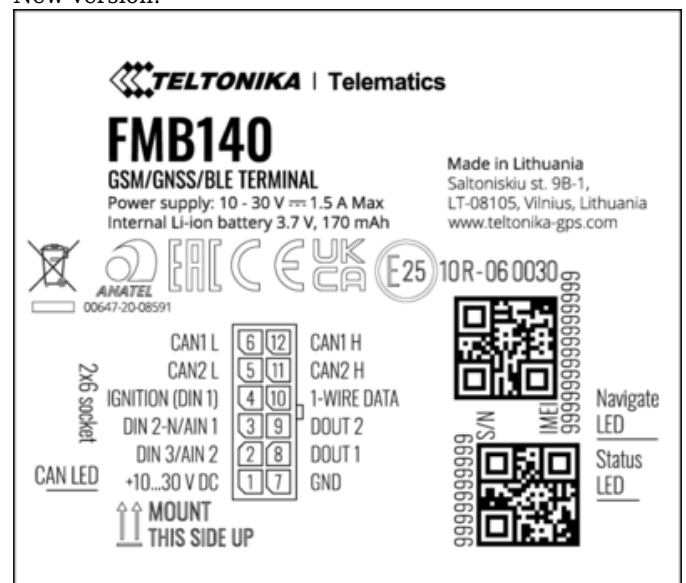 New version:
TELTONIKA | Telematics
FMB140
GSM/GNSS/BLE TERMINAL
Power supply: 10 - 30 V ⎓ 1.5 A Max
Internal Li-ion battery 3.7 V, 170 mAh
Made in Lithuania
Saltoniskiu st. 9B-1,
LT-08105, Vilnius, Lithuania
www.teltonika-gps.com
ANATEL
00647-20-08591
EAC
CE
UK
CA
E25
10R-06 0030
2x6 socket
CAN1 L 6 12 CAN1 H
CAN2 L 5 11 CAN2 H
IGNITION (DIN 1) 4 10 1-WIRE DATA
DIN 2-N/AIN 1 3 9 DOUT 2
DIN 3/AIN 2 2 8 DOUT 1
+10...30 V DC 1 7 GND
CAN LED
MOUNT
THIS SIDE UP
S/N
IMEI
Navigate
LED
Status
LED